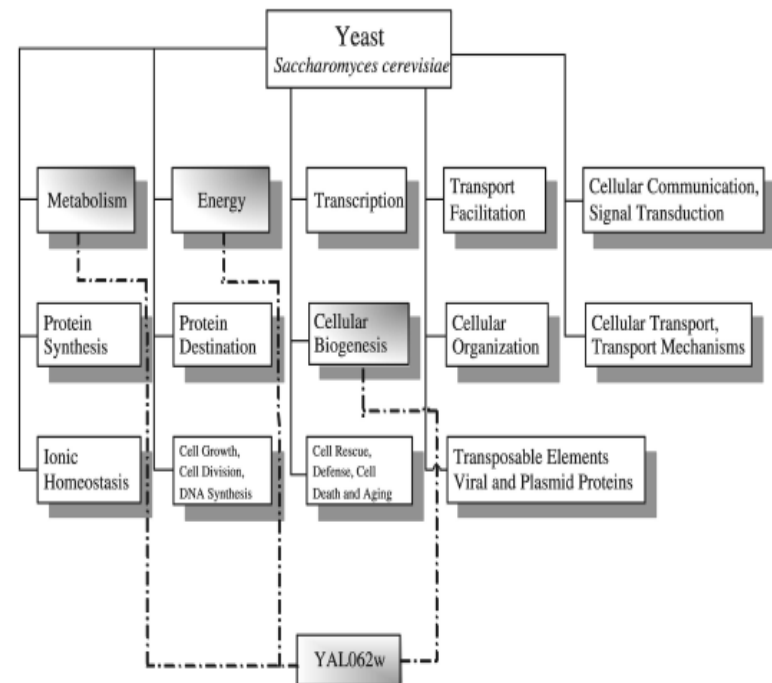 Yeast
Saccharomyces cerevisiae
Metabolism
Energy
Transcription
Transport
Facilitation
Cellular Communication,
Signal Transduction
Protein
Synthesis
Protein
Destination
Cellular
Biogenesis
Cellular
Organization
Cellular Transport,
Transport Mechanisms
Ionic
Homeostasis
Cell Growth,
Cell Division,
DNA Synthesis
Cell Rescue,
Defense, Cell
Death and Aging
Transposable Elements
Viral and Plasmid Proteins
YAL062w